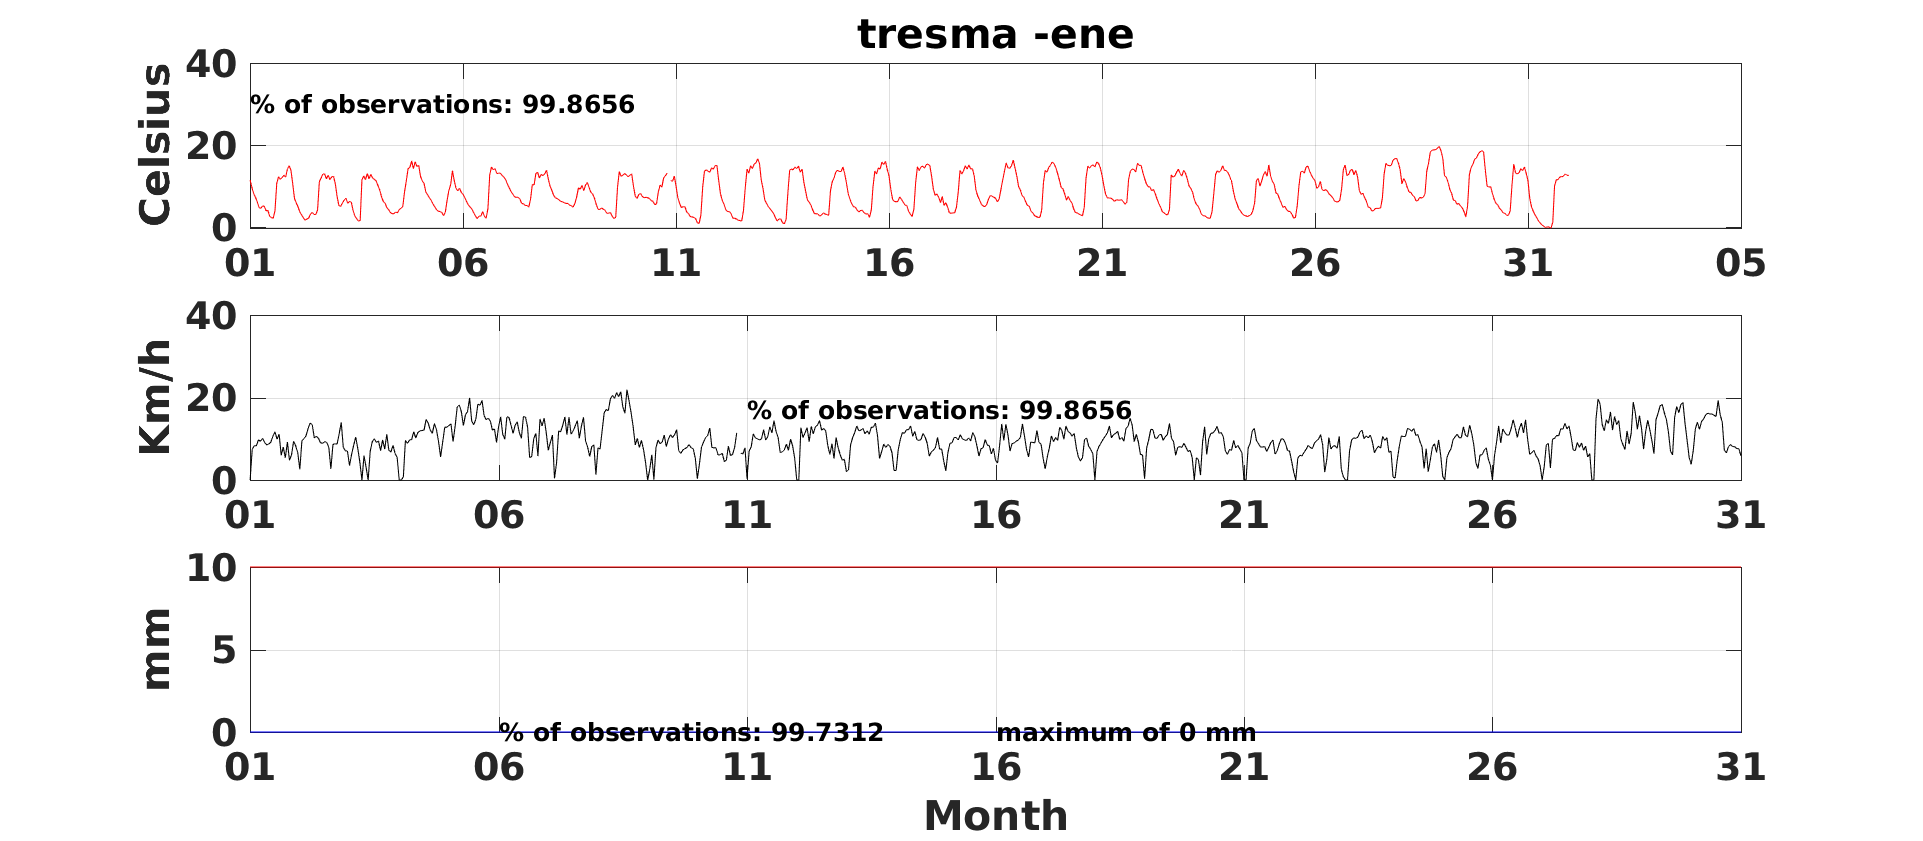 tresma -ene
40
20
0
Celsius
% of observations: 99.8656
01 06 11 16 21 26 31 05
40
20
0
Km/h
% of observations: 99.8656
01 06 11 16 21 26 31
10
5
0
mm
% of observations: 99.7312 maximum of 0 mm
01 06 11 16 21 26 31
Month